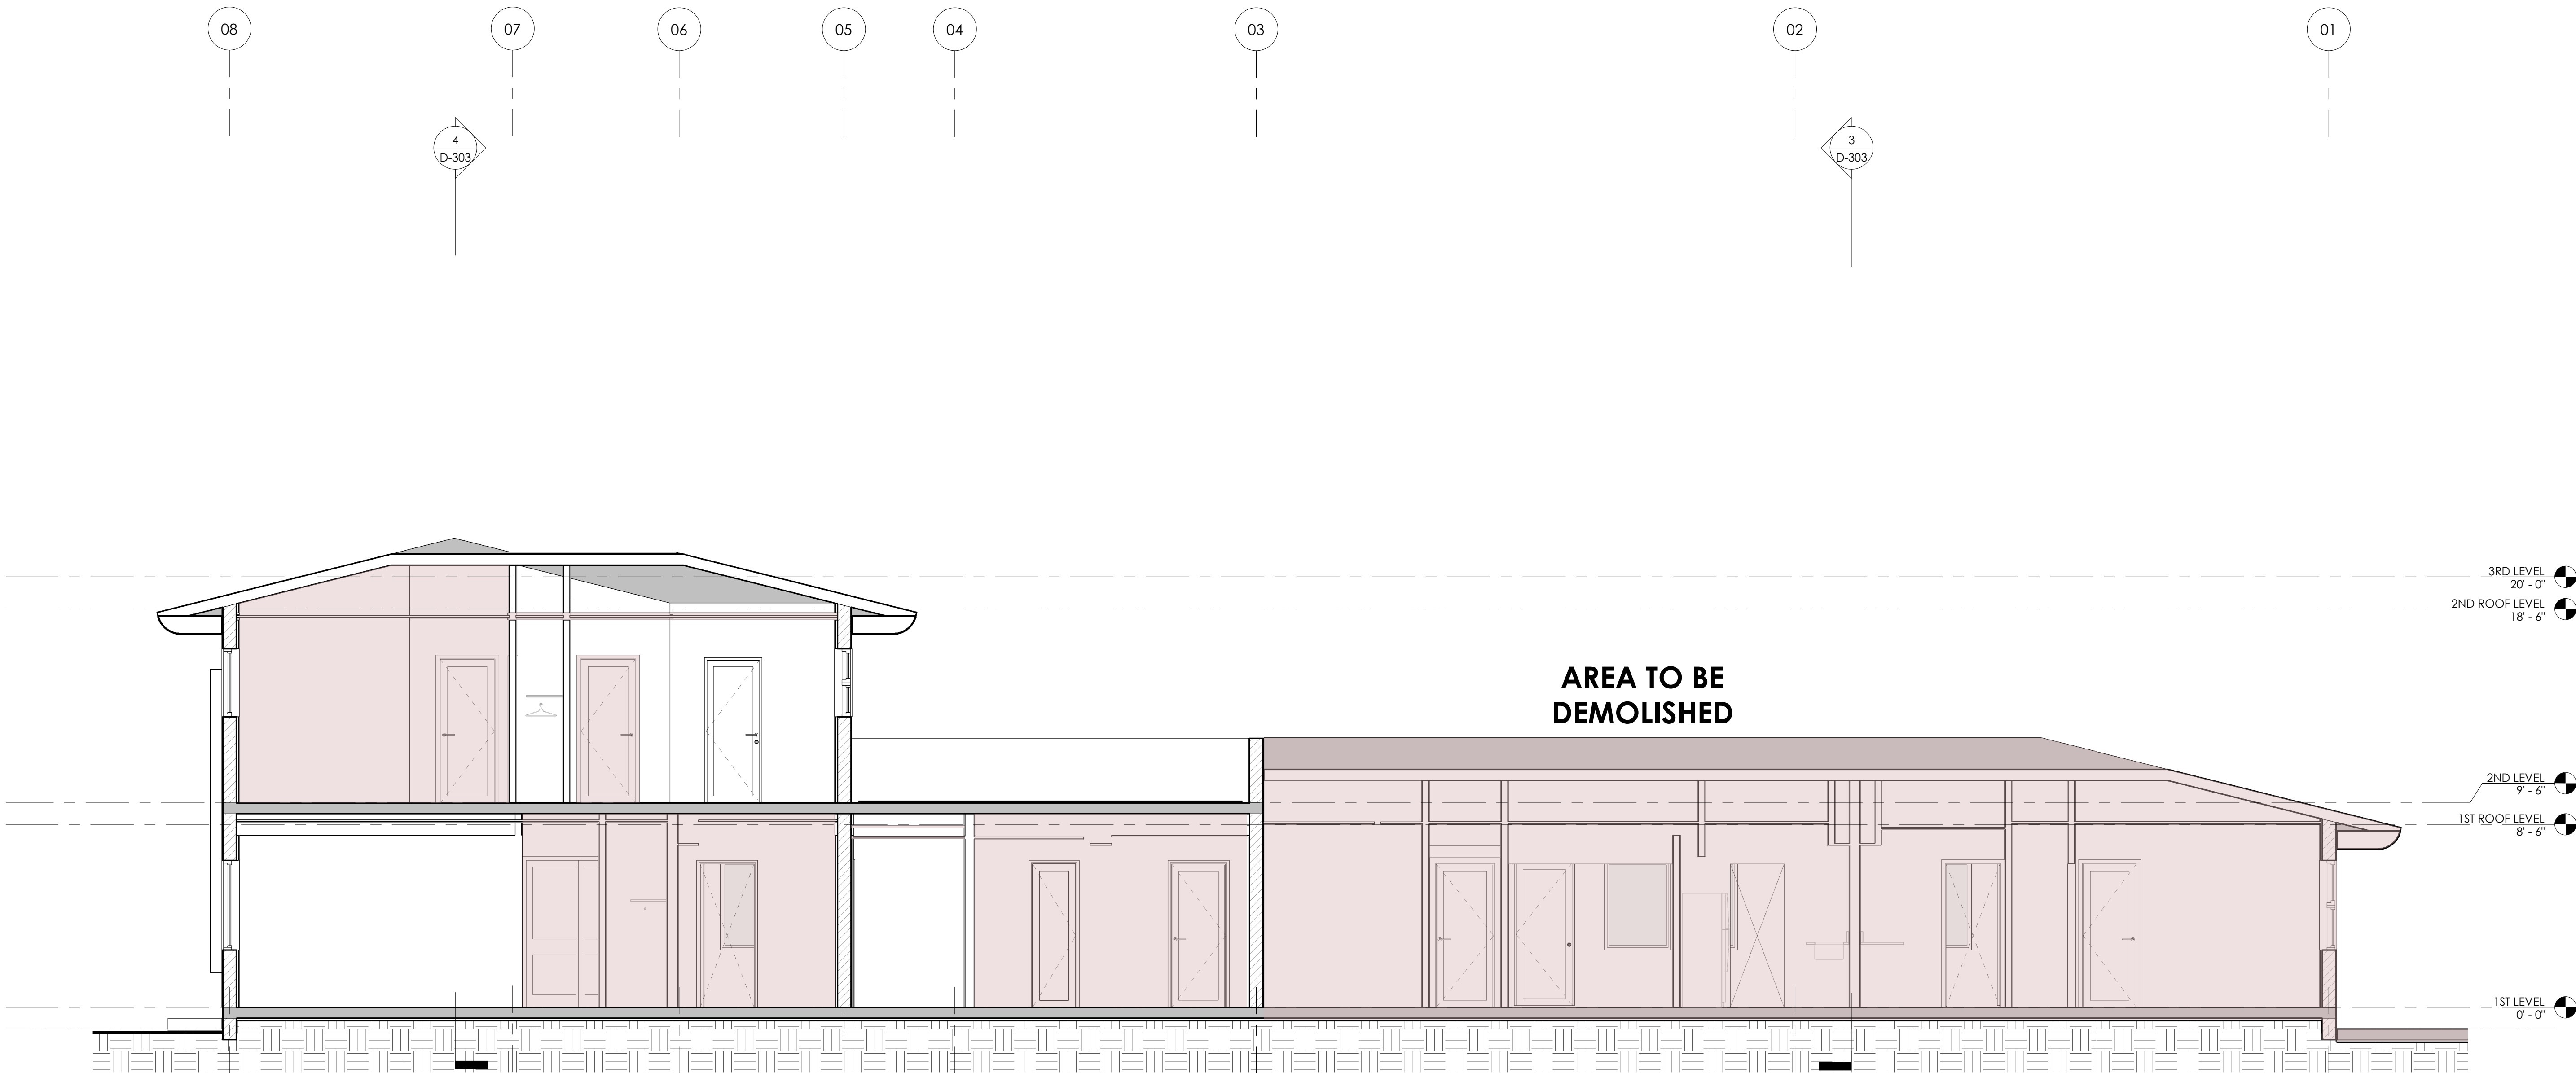 08
07
06
05
04
03
02
01
4
D-303
3
D-303
3RD LEVEL
20' - 0"
2ND ROOF LEVEL
18' - 6"
AREA TO BE
DEMOLISHED
2ND LEVEL
9' - 6"
1ST ROOF LEVEL
8' - 6"
1ST LEVEL
0' - 0"